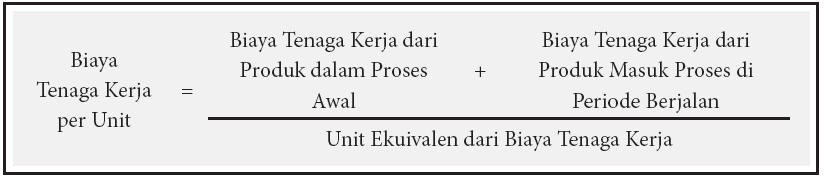 Biaya
Tenaga Kerja
per Unit
=
Biaya Tenaga Kerja dari
Produk dalam Proses
Awal
+
Biaya Tenaga Kerja dari
Produk Masuk Proses di
Periode Berjalan
Unit Ekuivalen dari Biaya Tenaga Kerja